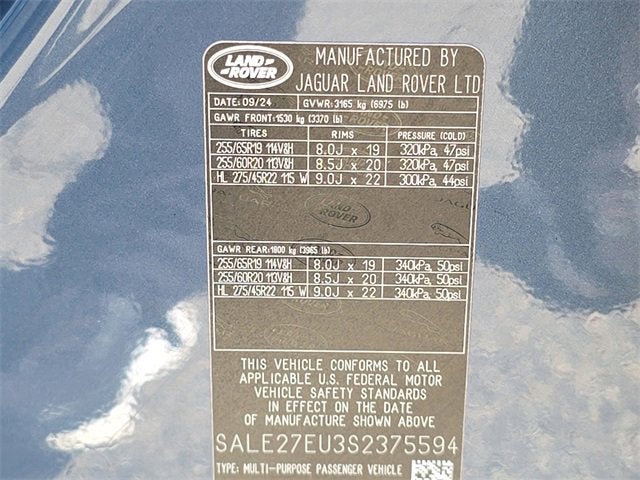 LAND ROVER
MANUFACTURED BY
JAGUAR LAND ROVER LTD
DATE: 09/24 GVWR: 3165 kg (6975 lb)
GAWR FRONT: 1530 kg (3370 lb)
TIRES RIMS PRESSURE (COLD)
255/65R19 114V&H 8.0J x 19 320kPa, 47psi
255/60R20 113V&H 8.5J x 20 320kPa, 47psi
HL 275/45R22 115 W 9.0J x 22 300kPa, 44psi
GAWR REAR: 1800 kg (3965 lb)
255/65R19 114V&H 8.0J x 19 340kPa, 50psi
255/60R20 113V&H 8.5J x 20 340kPa, 50psi
HL 275/45R22 115 W 9.0J x 22 340kPa, 50psi
THIS VEHICLE CONFORMS TO ALL
APPLICABLE U.S. FEDERAL MOTOR
VEHICLE SAFETY STANDARDS
IN EFFECT ON THE DATE
OF MANUFACTURE SHOWN ABOVE
SALE27EU3S2375594
TYPE: MULTI-PURPOSE PASSENGER VEHICLE